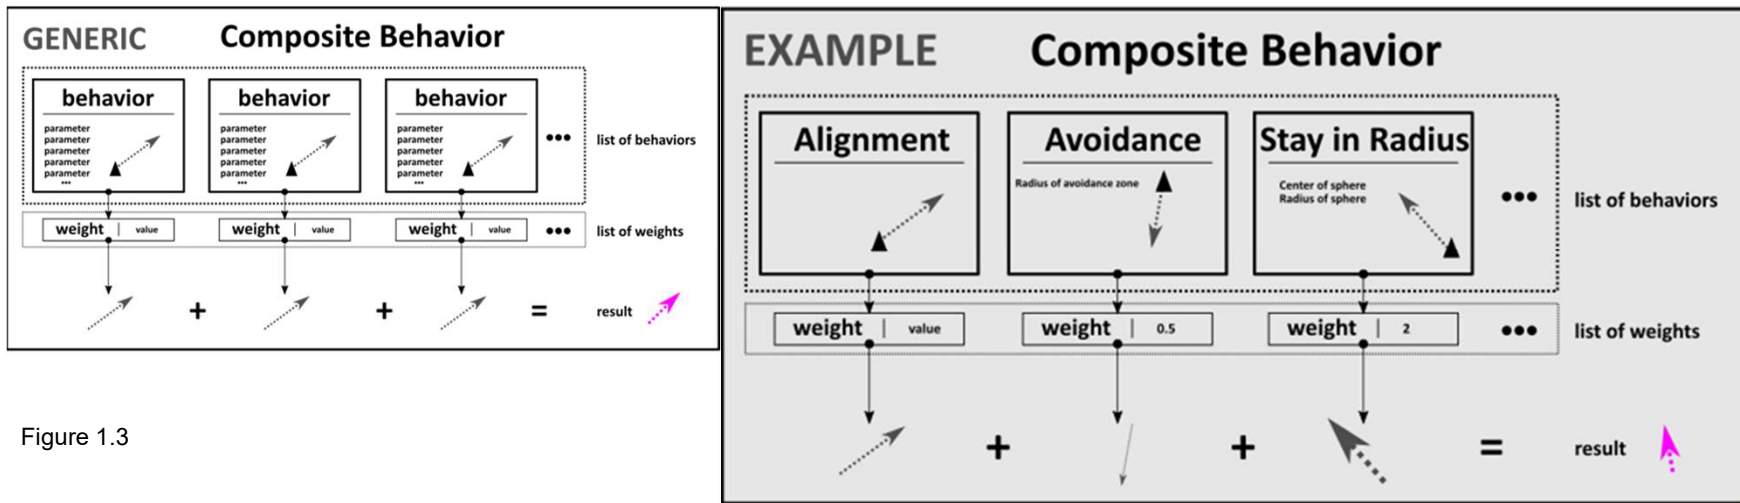 GENERIC Composite Behavior
behavior behavior behavior
parameter parameter parameter
parameter parameter parameter
parameter parameter parameter
parameter parameter parameter
parameter parameter parameter
... ... ...
••• list of behaviors
weight | value weight | value weight | value ••• list of weights
+ + = result
Figure 1.3
EXAMPLE Composite Behavior
Alignment Avoidance Stay in Radius
Radius of avoidance zone
Center of sphere
Radius of sphere
••• list of behaviors
weight | value weight | 0.5 weight | 2 ••• list of weights
+ + = result